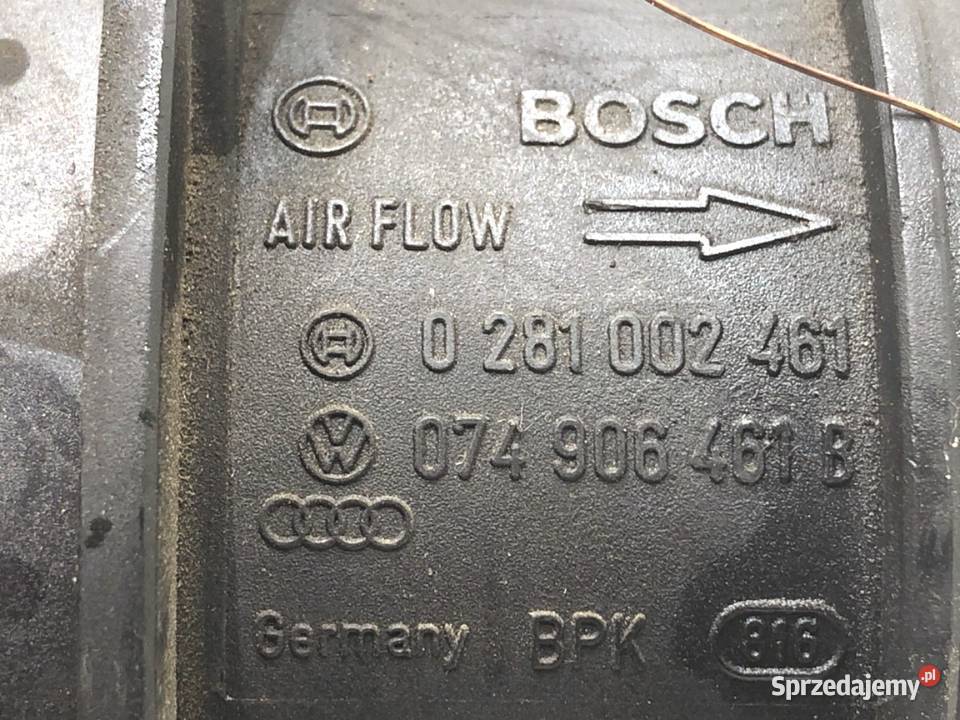 BOSCH
AIR FLOW
0 281 002 461
074 906 461 B
Germany BPK 816
Sprzedajemy.pl